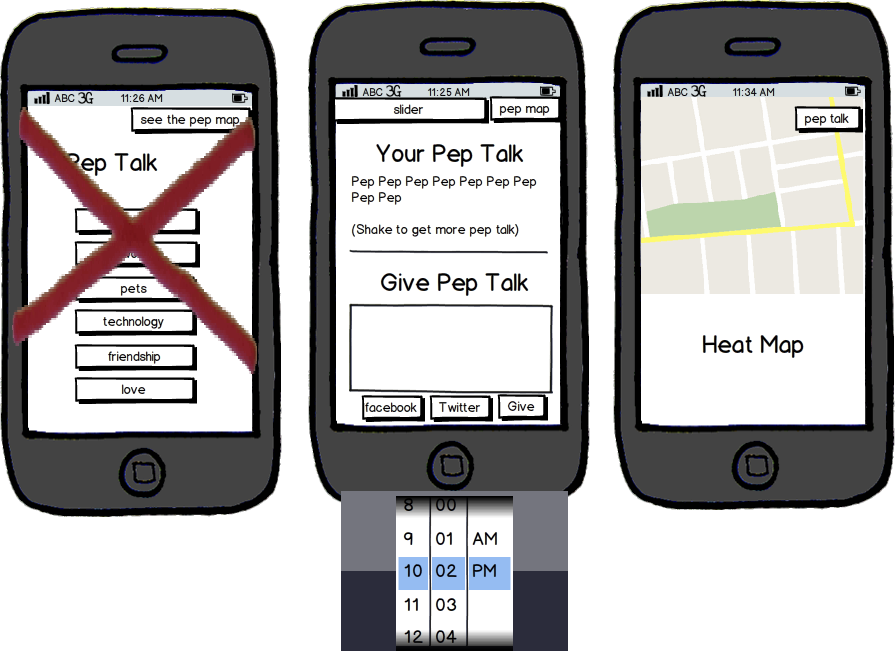 ABC 3G 11:26 AM
see the pep map
Pep Talk
pets
technology
friendship
love
ABC 3G 11:25 AM
slider
pep map
Your Pep Talk
Pep Pep Pep Pep Pep Pep Pep
Pep Pep
(Shake to get more pep talk)
Give Pep Talk
facebook
Twitter
Give
8 00
9 01 AM
10 02 PM
11 03
12 04
ABC 3G 11:34 AM
pep talk
Heat Map